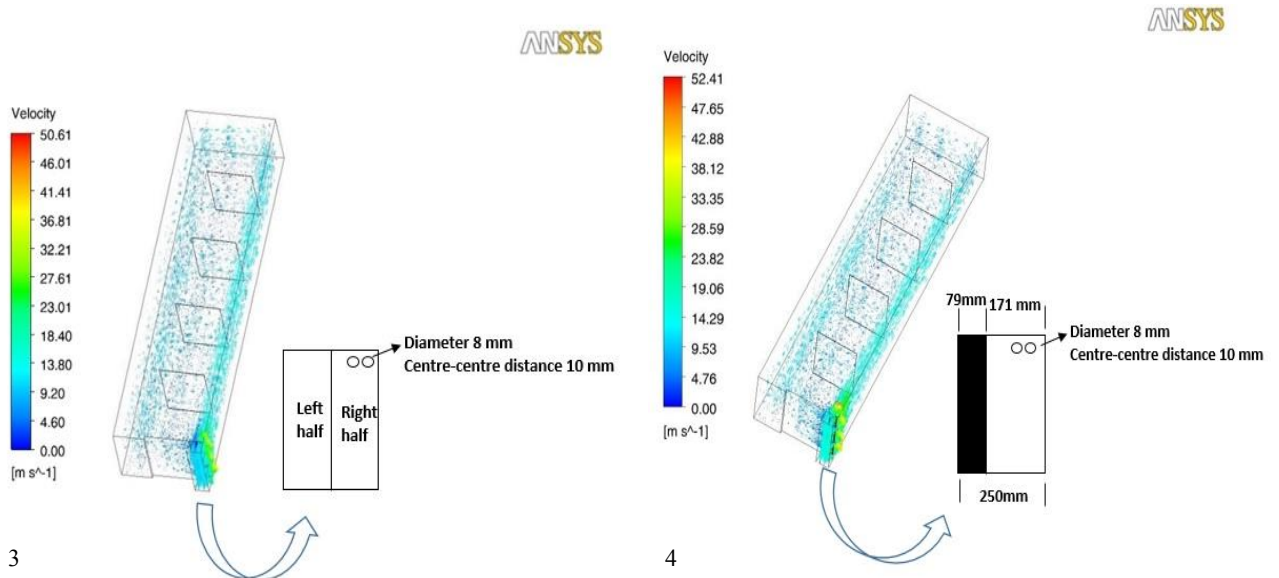 ANSYS
Velocity
50.61
46.01
41.41
36.81
32.21
27.61
23.01
18.40
13.80
9.20
4.60
0.00
[m s^-1]
Diameter 8 mm
Centre-centre distance 10 mm
Left
half
Right
half
3
ANSYS
Velocity
52.41
47.65
42.88
38.12
33.35
28.59
23.82
19.06
14.29
9.53
4.76
0.00
[m s^-1]
79mm 171 mm
Diameter 8 mm
Centre-centre distance 10 mm
250mm
4